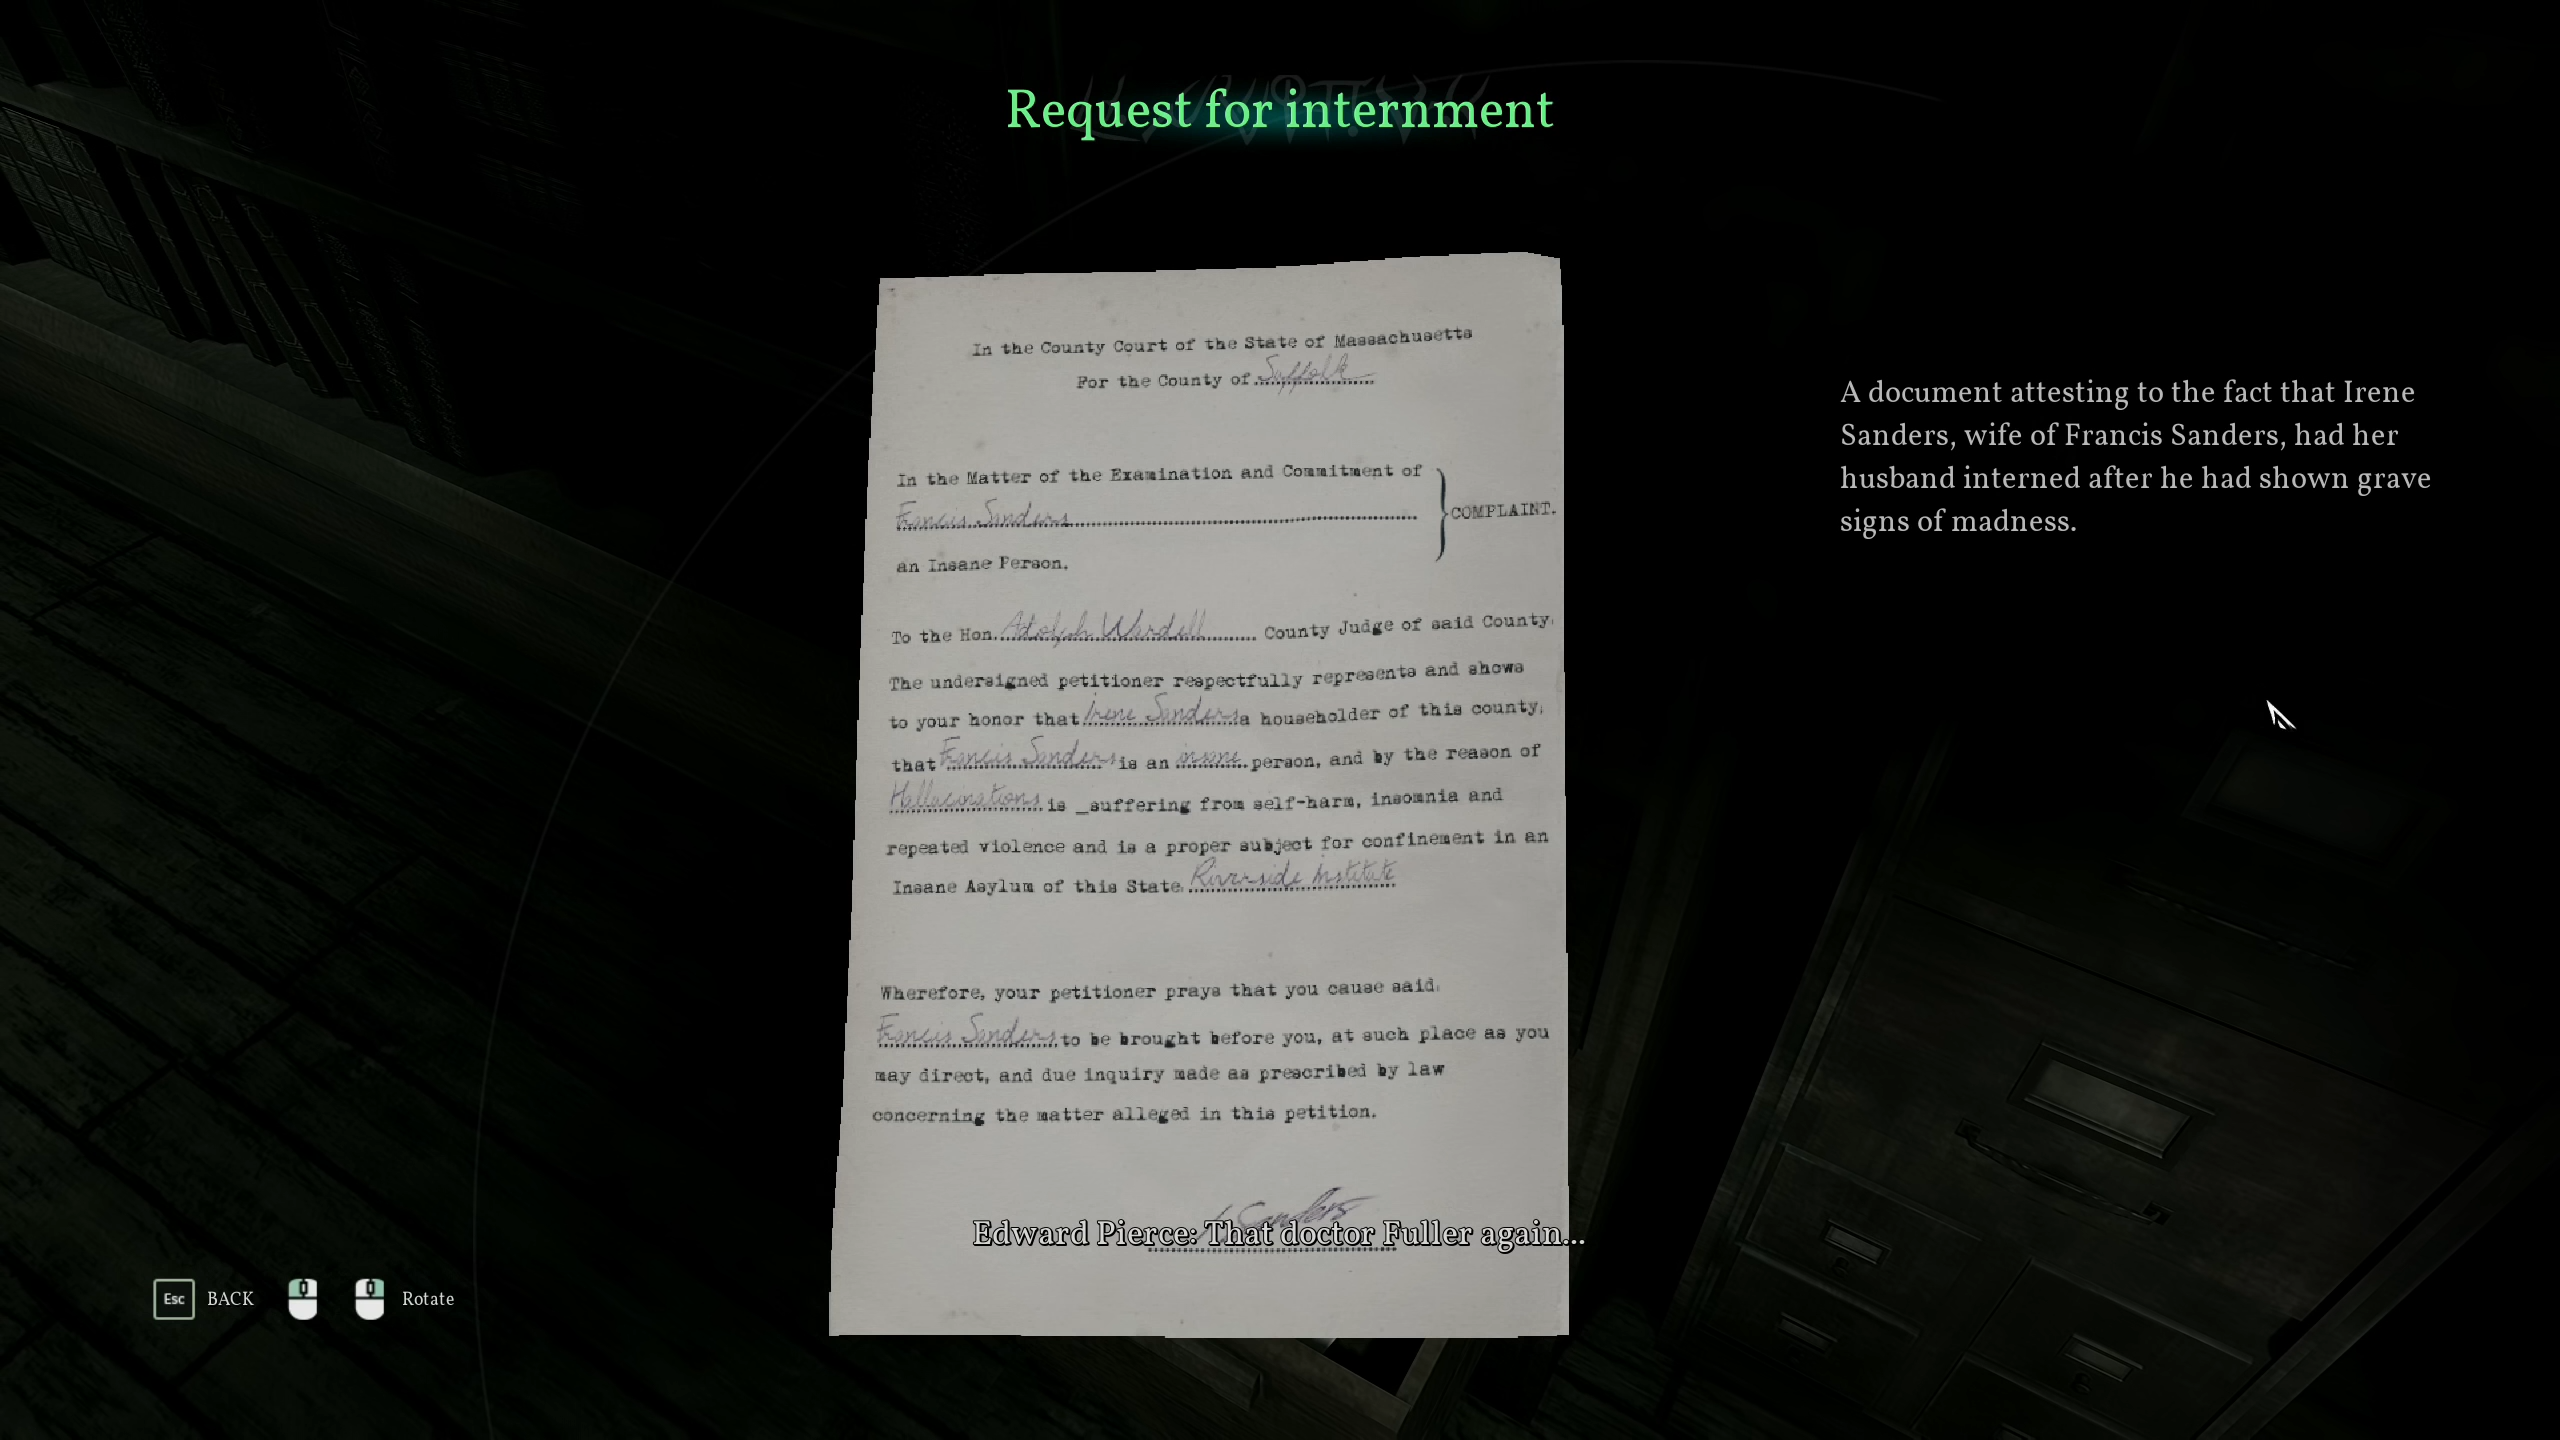 Request for internment
In the County Court of the State of Massachusetts
For the County of Suffolk
In the Matter of the Examination and Commitment of
Francis Sanders
COMPLAINT.
an Insane Person.
To the Hon. Adolph Wardell County Judge of said County,
The undersigned petitioner respectfully represents and shows
to your honor that Irene Sanders a householder of this county,
that Francis Sanders is an insane person, and by the reason of
Hallucinations is _suffering from self-harm, insomnia and
repeated violence and is a proper subject for confinement in an
Insane Asylum of this State. Riverside Institute
Wherefore, your petitioner prays that you cause said
Francis Sanders to be brought before you, at such place as you
may direct, and due inquiry made as prescribed by law
concerning the matter alleged in this petition.
Sanders
Edward Pierce: That doctor Fuller again...
A document attesting to the fact that Irene
Sanders, wife of Francis Sanders, had her
husband interned after he had shown grave
signs of madness.
Esc BACK Rotate